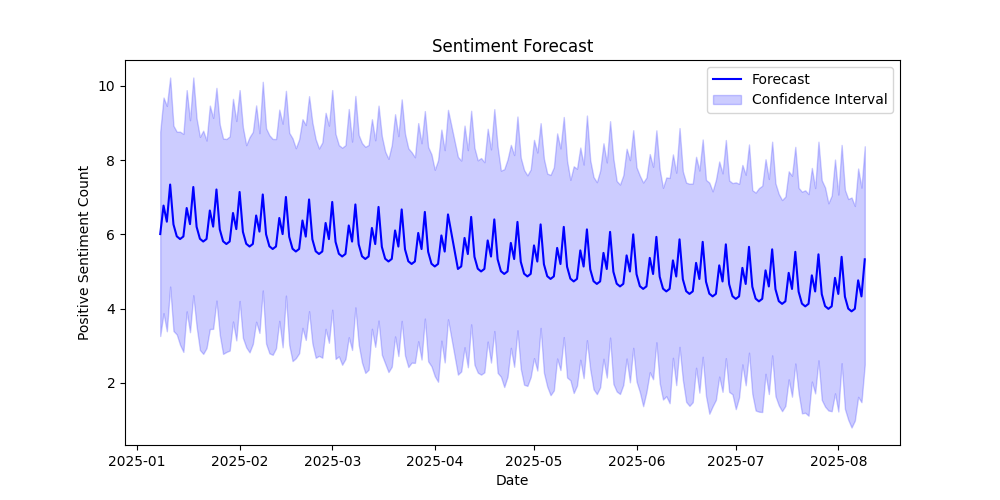 Sentiment Forecast
Forecast
Confidence Interval
Positive Sentiment Count
10
8
6
4
2
2025-01 2025-02 2025-03 2025-04 2025-05 2025-06 2025-07 2025-08
Date